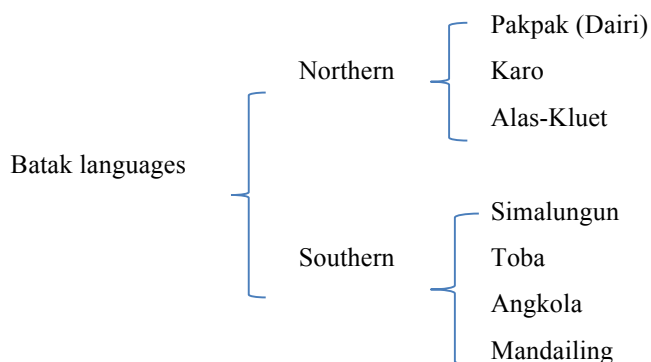 Pakpak (Dairi)
Northern
Karo
Alas-Kluet
Batak languages
Simalungun
Southern
Toba
Angkola
Mandailing